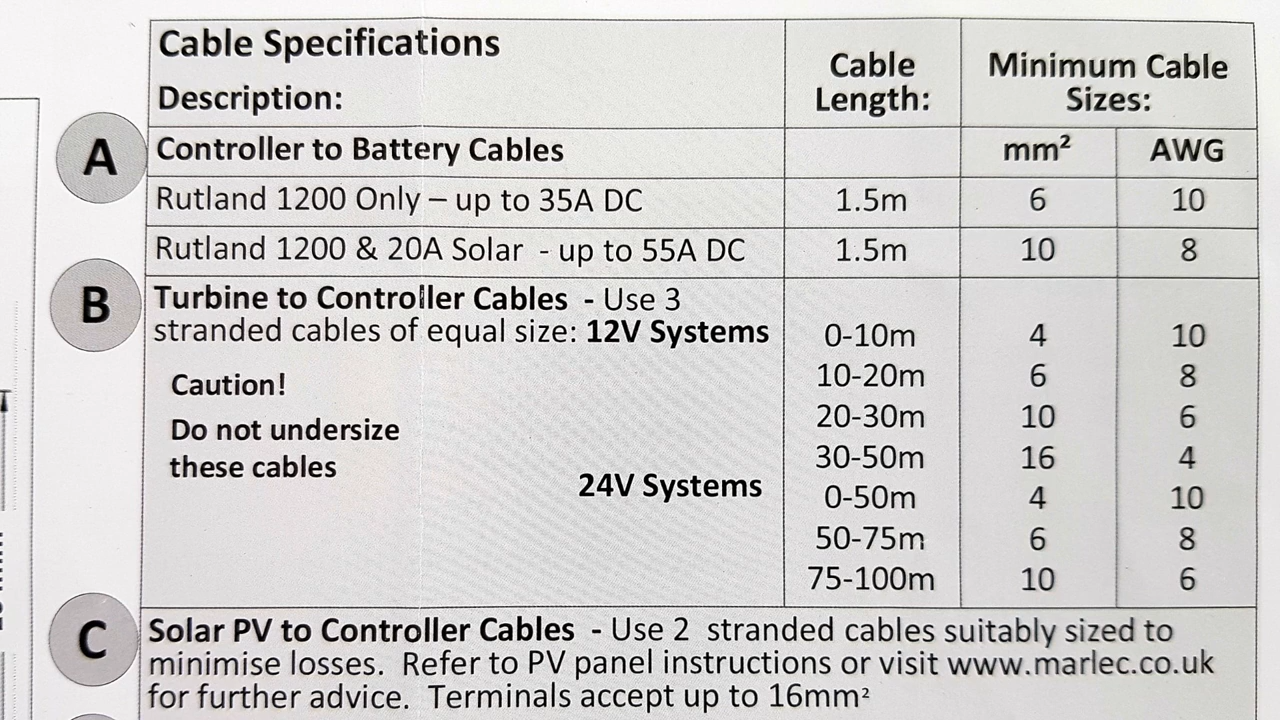 Cable Specifications
Description:
Cable Length:
Minimum Cable Sizes:
A
Controller to Battery Cables mm² AWG
Rutland 1200 Only – up to 35A DC 1.5m 6 10
Rutland 1200 & 20A Solar - up to 55A DC 1.5m 10 8
B
Turbine to Controller Cables - Use 3
stranded cables of equal size: 12V Systems 0-10m 4 10
10-20m 6 8
Caution!
20-30m 10 6
Do not undersize
30-50m 16 4
these cables
24V Systems 0-50m 4 10
50-75m 6 8
75-100m 10 6
C
Solar PV to Controller Cables - Use 2 stranded cables suitably sized to
minimise losses. Refer to PV panel instructions or visit www.marlec.co.uk
for further advice. Terminals accept up to 16mm²